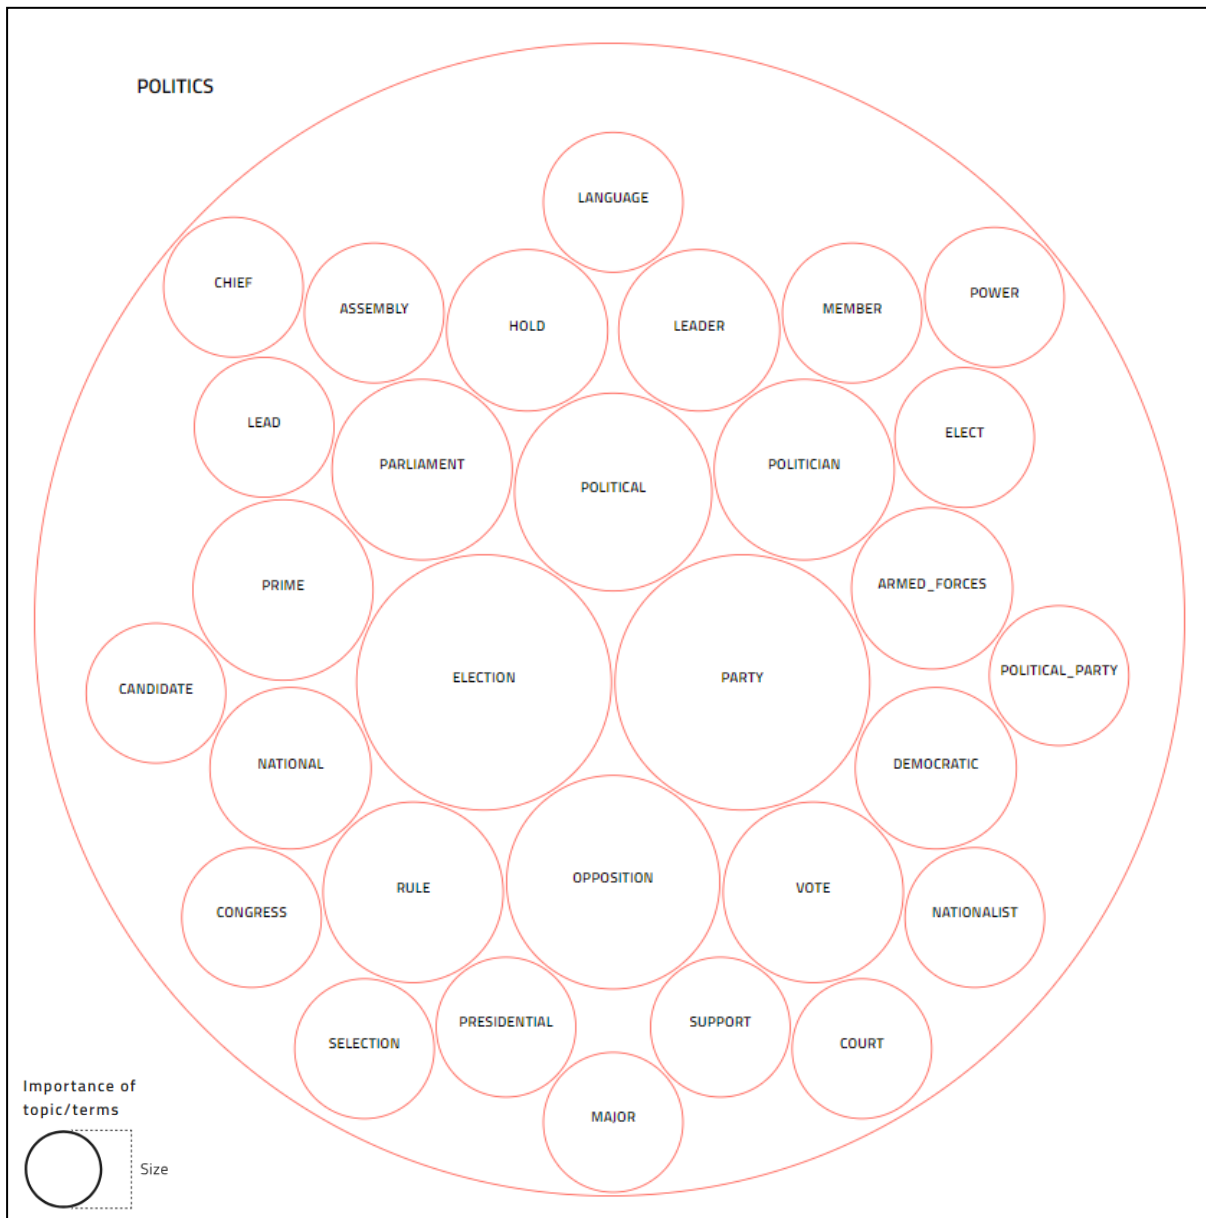 POLITICS
LANGUAGE
CHIEF
POWER
ASSEMBLY
MEMBER
HOLD
LEADER
LEAD
ELECT
PARLIAMENT
POLITICIAN
POLITICAL
PRIME
ARMED_FORCES
POLITICAL_PARTY
ELECTION
PARTY
CANDIDATE
NATIONAL
DEMOCRATIC
OPPOSITION
RULE
VOTE
CONGRESS
NATIONALIST
PRESIDENTIAL
SUPPORT
SELECTION
COURT
MAJOR
Importance of
topic/terms
Size